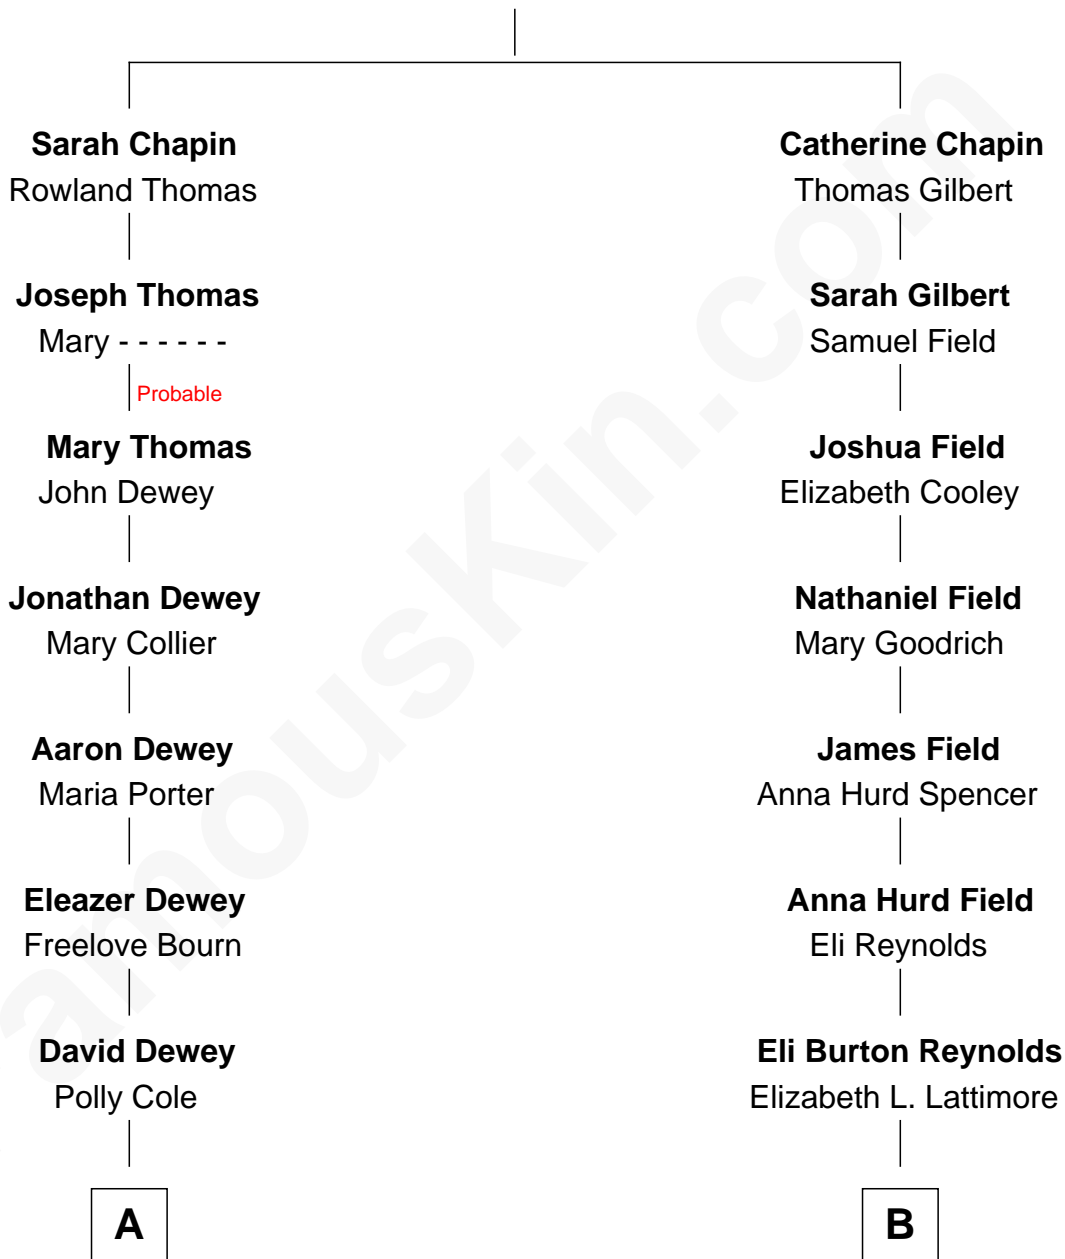 Sarah Chapin
Rowland Thomas
Joseph Thomas
Mary - - - - - -
Probable
Mary Thomas
John Dewey
Jonathan Dewey
Mary Collier
Aaron Dewey
Maria Porter
Eleazer Dewey
Freelove Bourn
David Dewey
Polly Cole
A
Catherine Chapin
Thomas Gilbert
Sarah Gilbert
Samuel Field
Joshua Field
Elizabeth Cooley
Nathaniel Field
Mary Goodrich
James Field
Anna Hurd Spencer
Anna Hurd Field
Eli Reynolds
Eli Burton Reynolds
Elizabeth L. Lattimore
B
amousKin.com